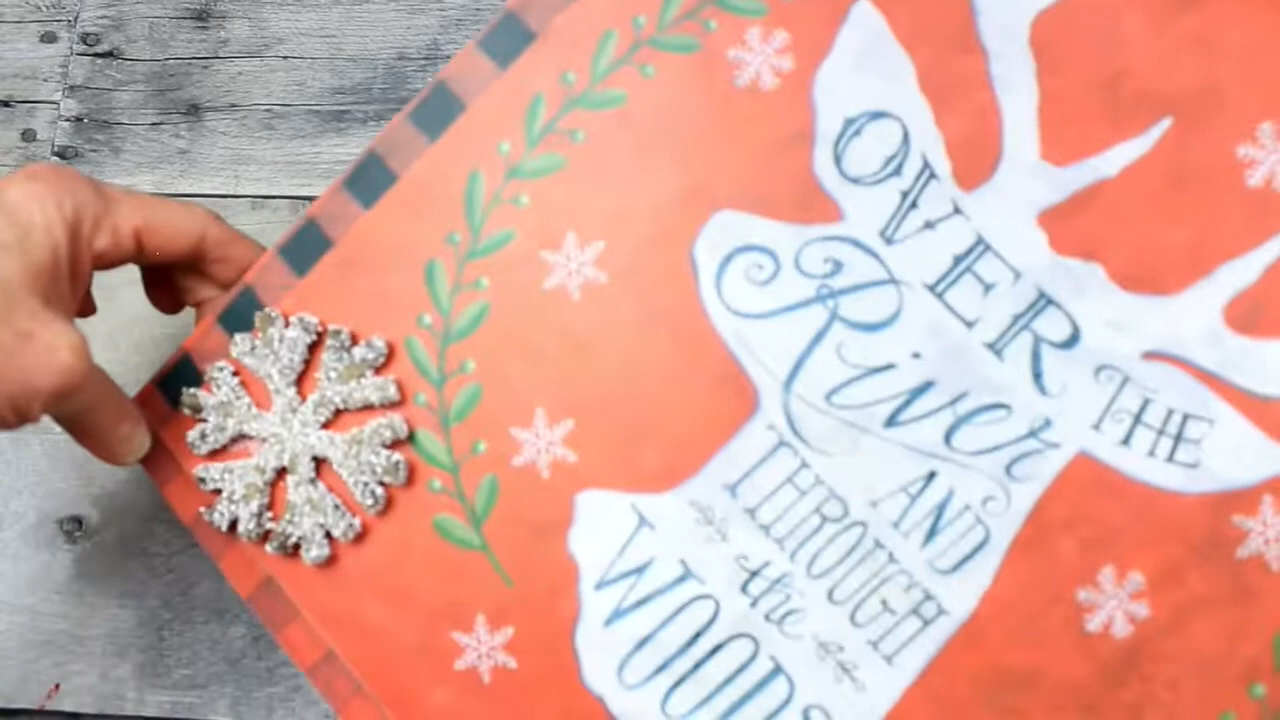 OVER
THE
River
AND
THROUGH
the
WOODS